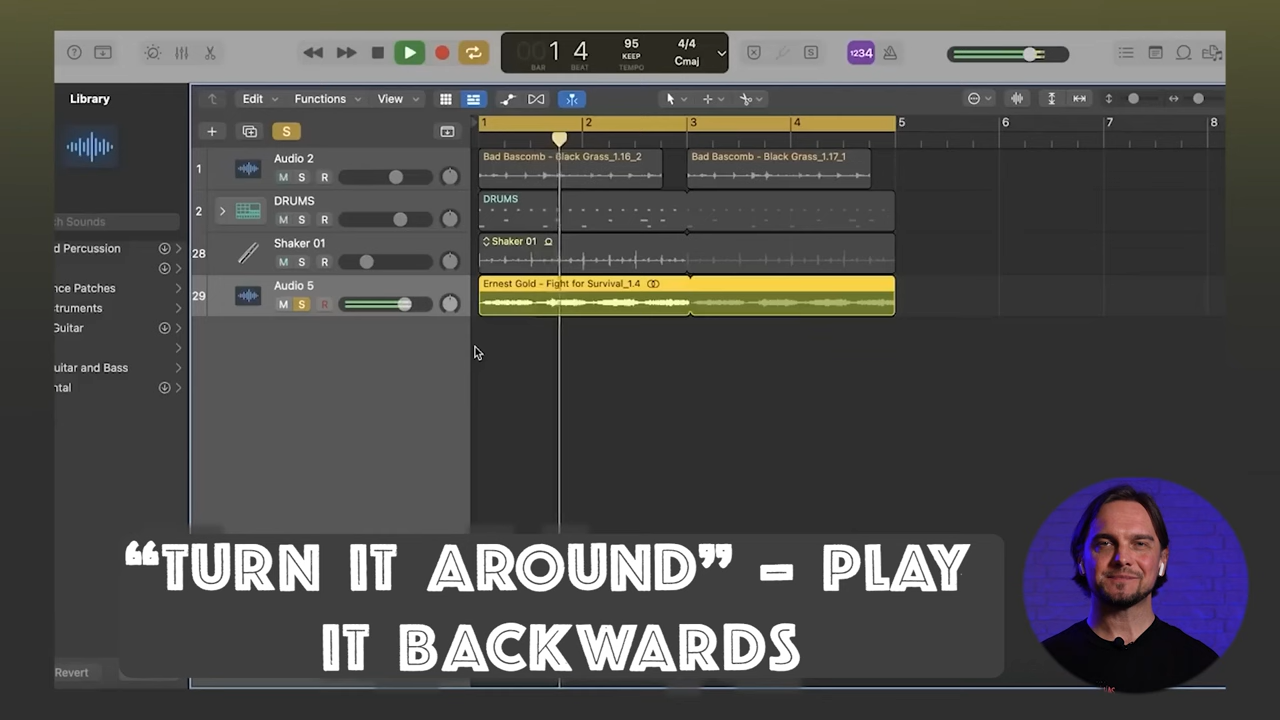 1 4 95 4/4
KEEP Cmaj 1234
BAR BEAT TEMPO
Library Edit Functions View
S 1 2 3 4 5 6 7 8
1 Audio 2 Bad Bascomb - Black Grass_1.16_2 Bad Bascomb - Black Grass_1.17_1
M S R
ch Sounds
2 DRUMS DRUMS
M S R
d Percussion
28 Shaker 01 Shaker 01
M S R
nce Patches
struments
29 Audio 5 Ernest Gold - Fight for Survival_1.4
M S R
Guitar
uitar and Bass
ntal
“TURN IT AROUND” – PLAY
IT BACKWARDS
Revert